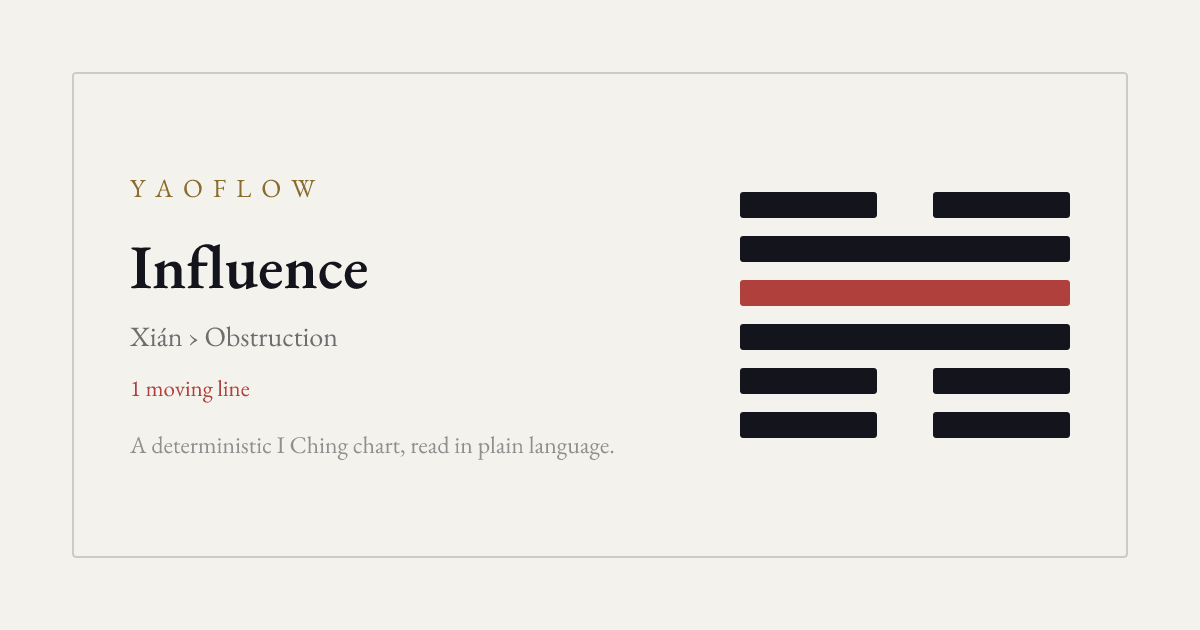 YAOFLOW
Influence
Xián › Obstruction
1 moving line
A deterministic I Ching chart, read in plain language.